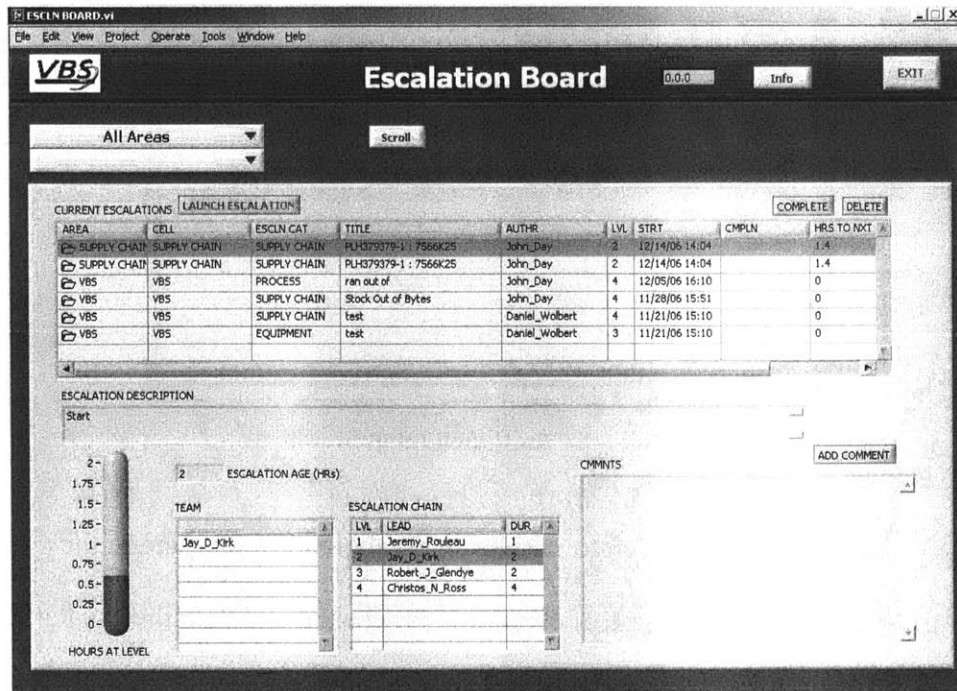 ESCLN BOARD.vi
File Edit View Project Operate Tools Window Help
VBS Escalation Board 0.0.0 Info EXIT
All Areas Scroll
CURRENT ESCALATIONS LAUNCH ESCALATION COMPLETE DELETE
AREA CELL ESCLN CAT TITLE AUTHR LVL STRT CMPLN HRS TO NXT
SUPPLY CHAIN SUPPLY CHAIN SUPPLY CHAIN PLH379379-1 : 7566K25 John_Day 2 12/14/06 14:04 1.4
SUPPLY CHAIN SUPPLY CHAIN SUPPLY CHAIN PLH379379-1 : 7566K25 John_Day 2 12/14/06 14:04 1.4
VBS VBS PROCESS ran out of John_Day 4 12/05/06 16:10 0
VBS VBS SUPPLY CHAIN Stock Out of Bytes John_Day 4 11/28/06 15:51 0
VBS VBS SUPPLY CHAIN test Daniel_Wolbert 4 11/21/06 15:10 0
VBS VBS EQUIPMENT test Daniel_Wolbert 3 11/21/06 15:10 0
ESCALATION DESCRIPTION
Start
ADD COMMENT
2 ESCALATION AGE (HRs) CMMNTS
2
1.75
1.5
1.25
1
0.75
0.5
0.25
0
HOURS AT LEVEL
TEAM
Jay_D_Kirk
ESCALATION CHAIN
LVL LEAD DUR
1 Jeremy_Rouleau 1
2 Jay_D_Kirk 2
3 Robert_J_Glendye 2
4 Christos_N_Ross 4